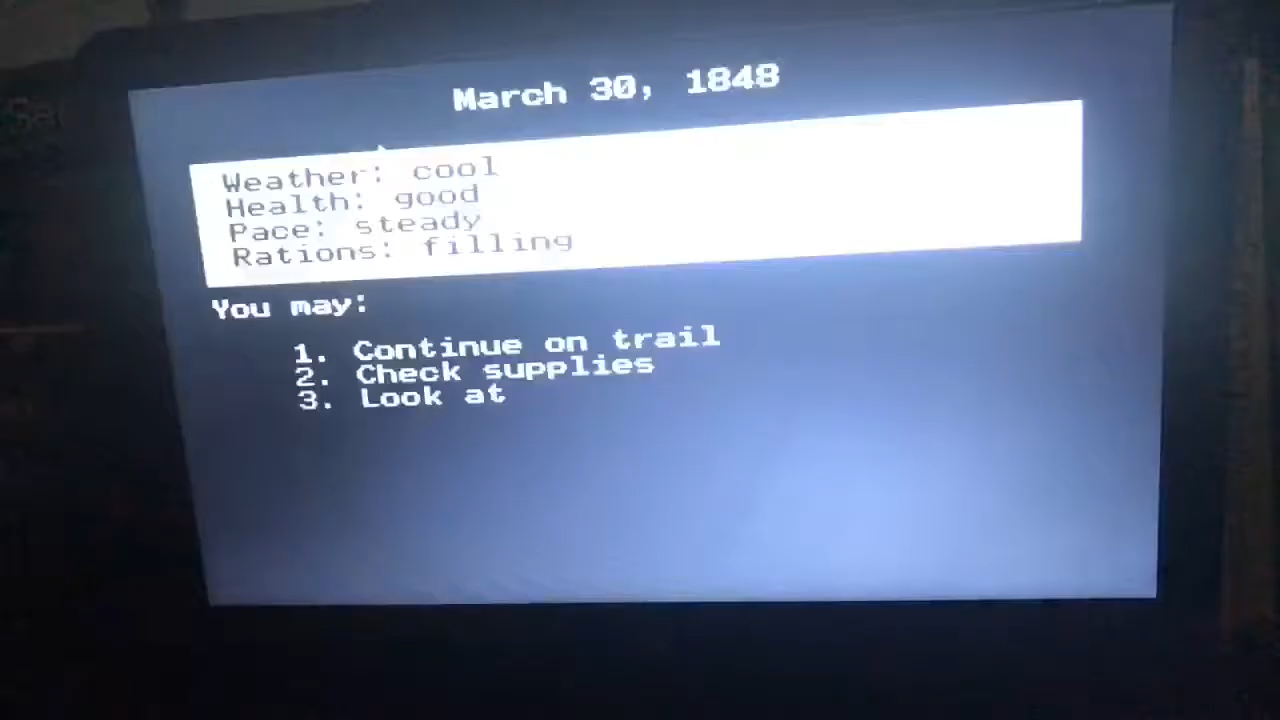 March 30, 1848
Weather: cool
Health: good
Pace: steady
Rations: filling
You may:
1. Continue on trail
2. Check supplies
3. Look at